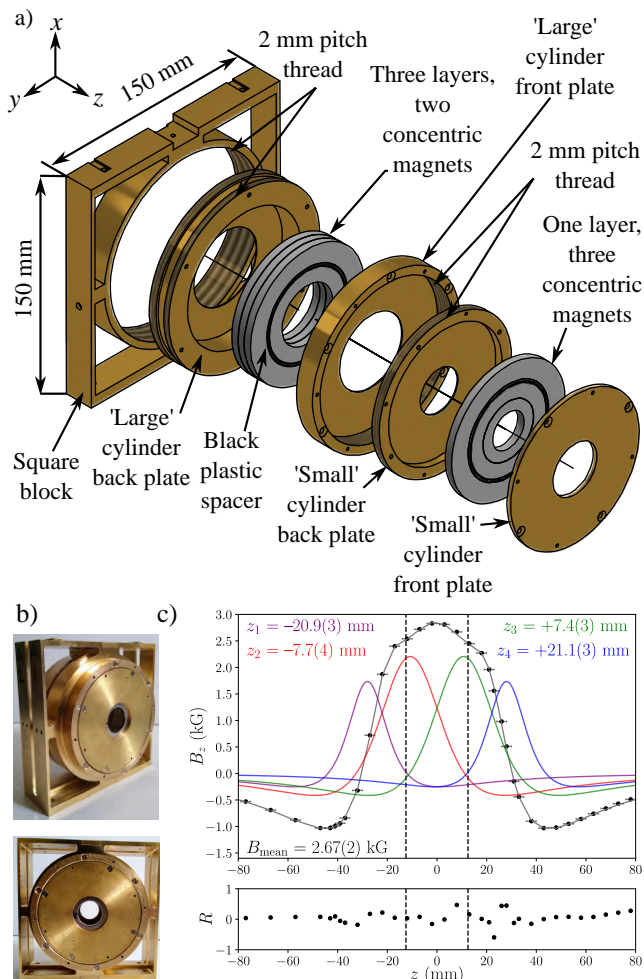 a)
x
y
z
150 mm
150 mm
2 mm pitch
thread
Three layers,
two
concentric
magnets
'Large'
cylinder
front plate
2 mm pitch
thread
One layer,
three
concentric
magnets
Square
block
'Large'
cylinder
back plate
Black
plastic
spacer
'Small'
cylinder
back plate
'Small'
cylinder
front plate
b)
c)
z₁ = −20.9(3) mm
z₂ = −7.7(4) mm
z₃ = +7.4(3) mm
z₄ = +21.1(3) mm
3.0
2.5
2.0
1.5
1.0
0.5
0.0
−0.5
−1.0
−1.5
B_z (kG)
B_mean = 2.67(2) kG
−80 −60 −40 −20 0 20 40 60 80
1
0
−1
R
−80 −60 −40 −20 0 20 40 60 80
z (mm)